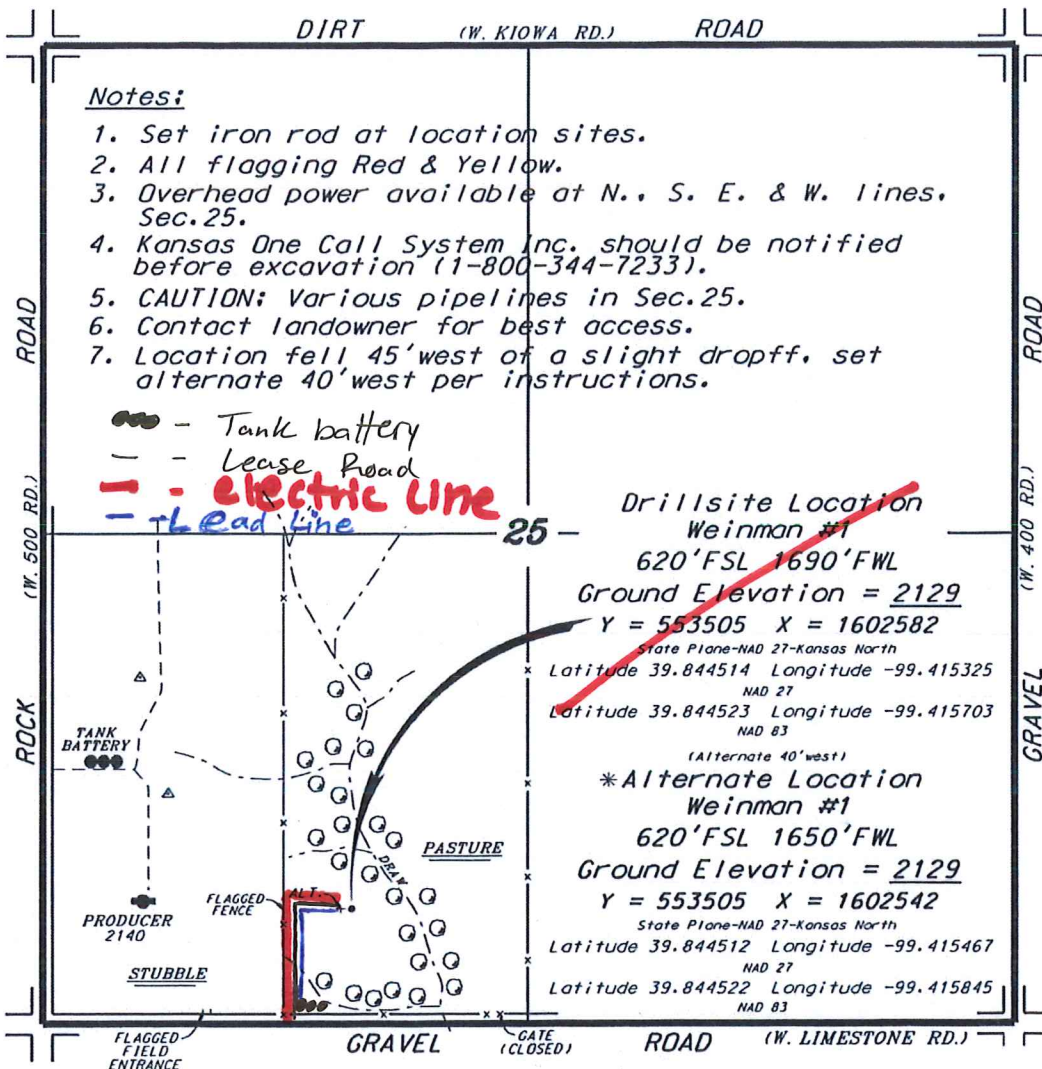 DIRT (W. KIOWA RD.) ROAD
Notes:
1. Set iron rod at location sites.
2. All flagging Red & Yellow.
3. Overhead power available at N., S. E. & W. lines,
Sec.25.
4. Kansas One Call System Inc. should be notified
before excavation (1-800-344-7233).
5. CAUTION: Various pipelines in Sec.25.
6. Contact landowner for best access.
7. Location fell 45'west of a slight dropff, set
alternate 40'west per instructions.
- Tank battery
- Lease Road
- electric Line
- Lead Line
ROAD
(W. 500 RD.)
ROCK
ROAD
(W. 400 RD.)
GRAVEL
25
Drillsite Location
Weinman #1
620'FSL 1690'FWL
Ground Elevation = 2129
Y = 553505 X = 1602582
State Plane-NAD 27-Kansas North
Latitude 39.844514 Longitude -99.415325
NAD 27
Latitude 39.844523 Longitude -99.415703
NAD 83
(Alternate 40'west)
*Alternate Location
Weinman #1
620'FSL 1650'FWL
Ground Elevation = 2129
Y = 553505 X = 1602542
State Plane-NAD 27-Kansas North
Latitude 39.844512 Longitude -99.415467
NAD 27
Latitude 39.844522 Longitude -99.415845
NAD 83
TANK
BATTERY
PASTURE
DRAW
ALT.
FLAGGED
FENCE
PRODUCER
2140
STUBBLE
FLAGGED
FIELD
ENTRANCE
GRAVEL
GATE
(CLOSED)
ROAD (W. LIMESTONE RD.)